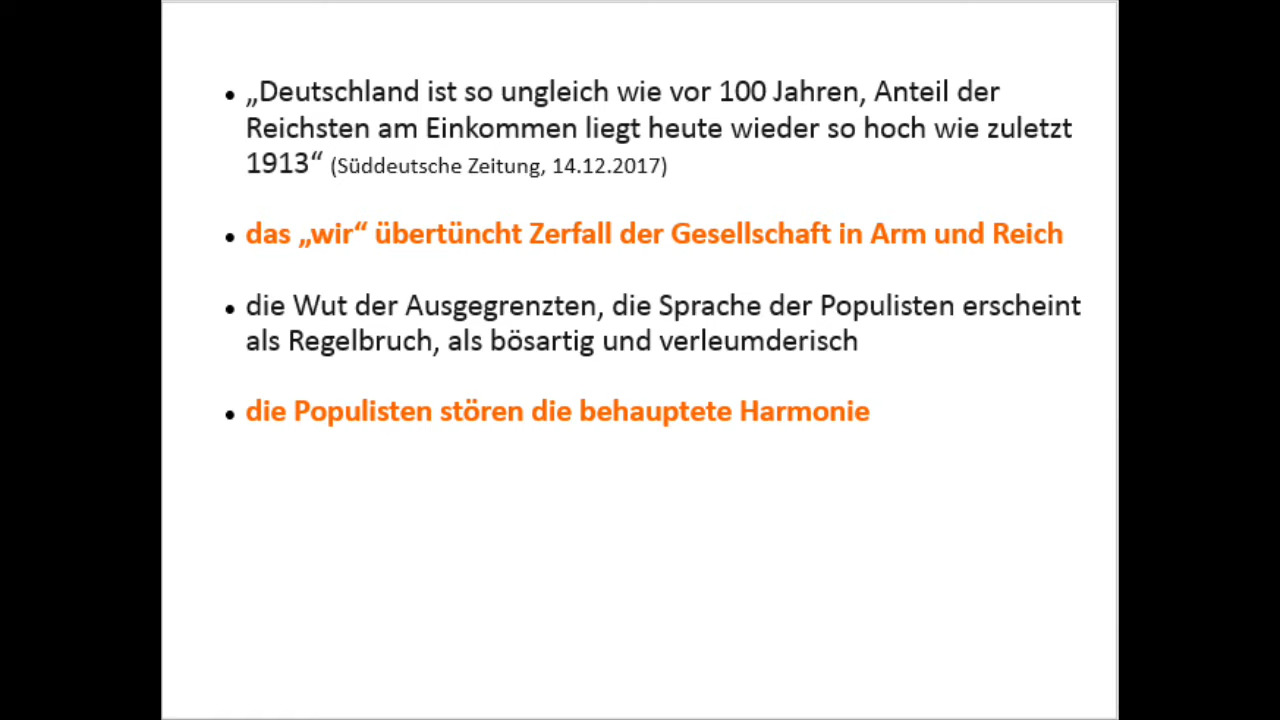 • „Deutschland ist so ungleich wie vor 100 Jahren, Anteil der
Reichsten am Einkommen liegt heute wieder so hoch wie zuletzt
1913“ (Süddeutsche Zeitung, 14.12.2017)
• das „wir“ übertüncht Zerfall der Gesellschaft in Arm und Reich
• die Wut der Ausgegrenzten, die Sprache der Populisten erscheint
als Regelbruch, als bösartig und verleumderisch
• die Populisten stören die behauptete Harmonie